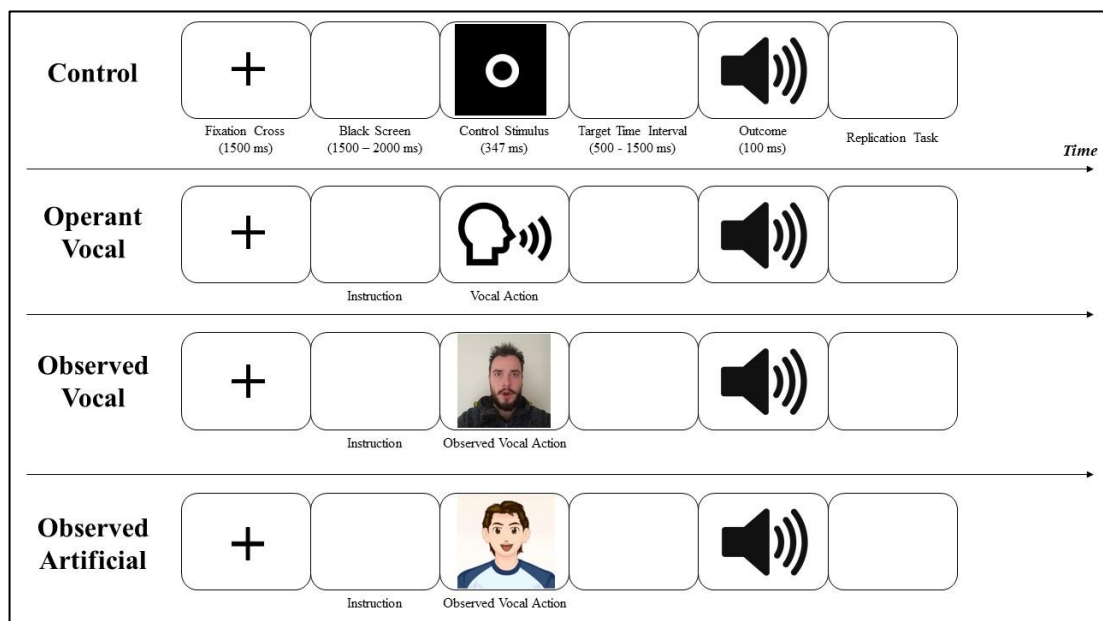 Control
Fixation Cross
(1500 ms)
Black Screen
(1500 – 2000 ms)
Control Stimulus
(347 ms)
Target Time Interval
(500 - 1500 ms)
Outcome
(100 ms)
Replication Task
Time
Operant
Vocal
Instruction
Vocal Action
Observed
Vocal
Instruction
Observed Vocal Action
Observed
Artificial
Instruction
Observed Vocal Action